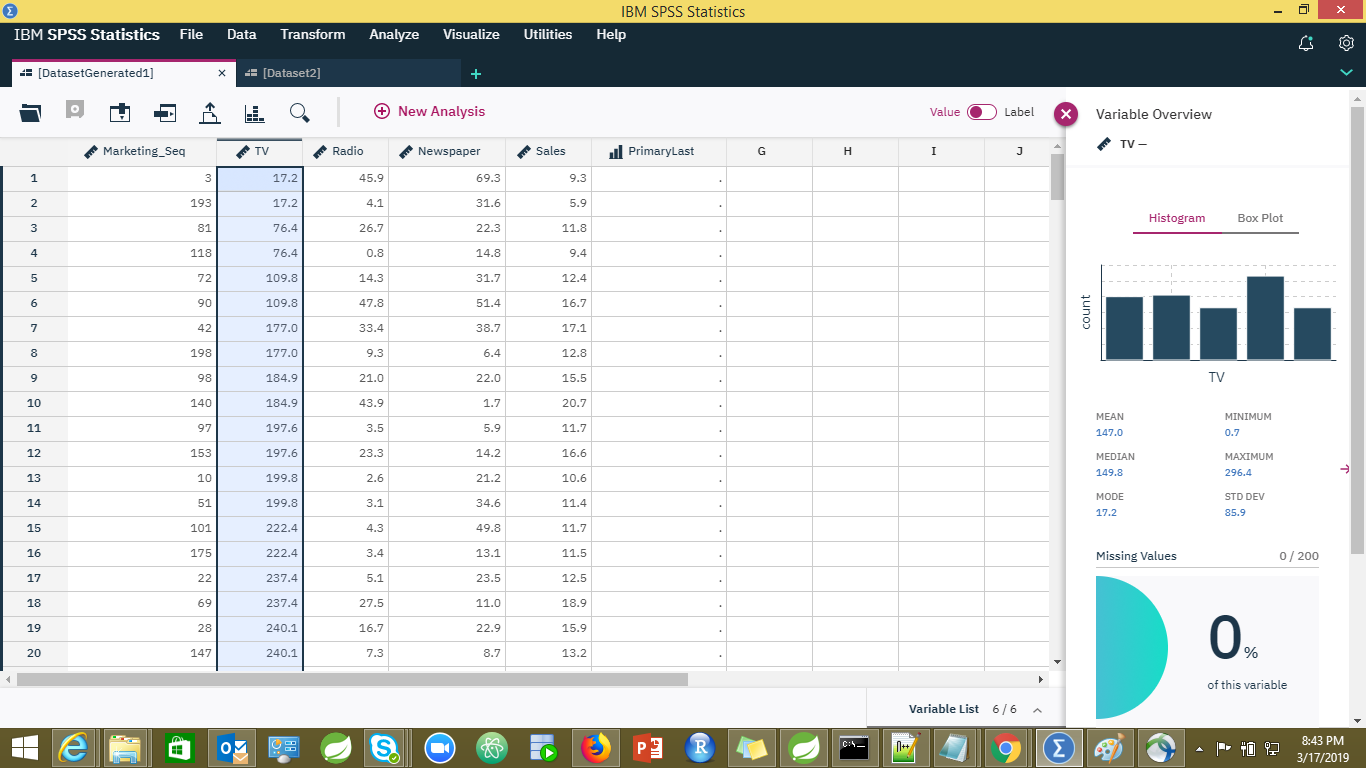 IBM SPSS Statistics
IBM SPSS Statistics File Data Transform Analyze Visualize Utilities Help
[DatasetGenerated1] × [Dataset2] +
New Analysis Value Label
Marketing_Seq TV Radio Newspaper Sales PrimaryLast G H I J
1 3 17.2 45.9 69.3 9.3 .
2 193 17.2 4.1 31.6 5.9 .
3 81 76.4 26.7 22.3 11.8 .
4 118 76.4 0.8 14.8 9.4 .
5 72 109.8 14.3 31.7 12.4 .
6 90 109.8 47.8 51.4 16.7 .
7 42 177.0 33.4 38.7 17.1 .
8 198 177.0 9.3 6.4 12.8 .
9 98 184.9 21.0 22.0 15.5 .
10 140 184.9 43.9 1.7 20.7 .
11 97 197.6 3.5 5.9 11.7 .
12 153 197.6 23.3 14.2 16.6 .
13 10 199.8 2.6 21.2 10.6 .
14 51 199.8 3.1 34.6 11.4 .
15 101 222.4 4.3 49.8 11.7 .
16 175 222.4 3.4 13.1 11.5 .
17 22 237.4 5.1 23.5 12.5 .
18 69 237.4 27.5 11.0 18.9 .
19 28 240.1 16.7 22.9 15.9 .
20 147 240.1 7.3 8.7 13.2 .
Variable List 6 / 6
Variable Overview
TV —
Histogram Box Plot
count
TV
MEAN MINIMUM
147.0 0.7
MEDIAN MAXIMUM
149.8 296.4
MODE STD DEV
17.2 85.9
Missing Values 0 / 200
0 %
of this variable
8:43 PM
3/17/2019